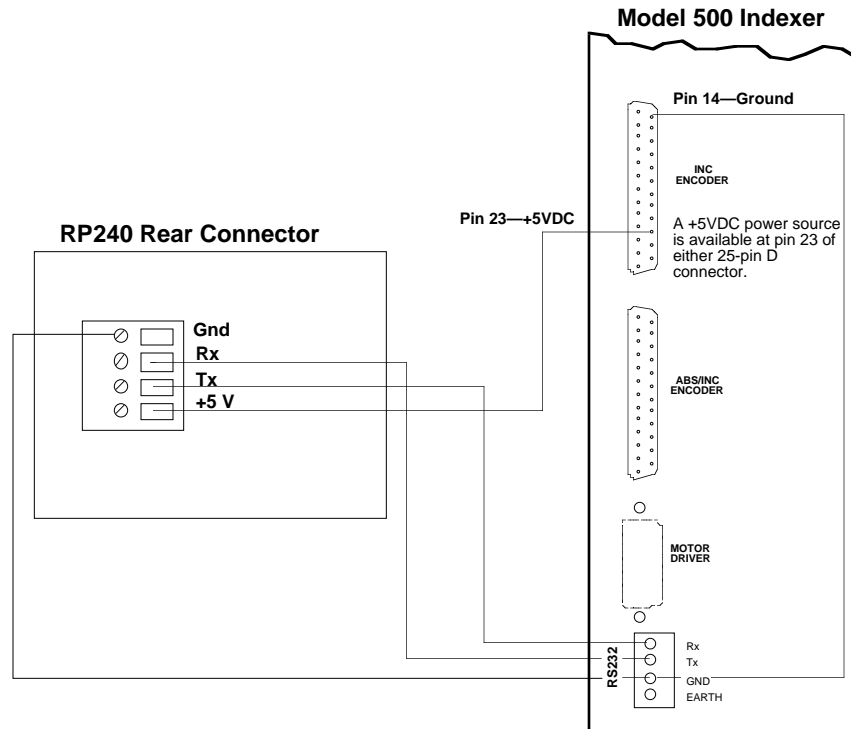 Model 500 Indexer
Pin 14—Ground
INC
ENCODER
Pin 23—+5VDC
A +5VDC power source
is available at pin 23 of
either 25-pin D
connector.
RP240 Rear Connector
Gnd
Rx
Tx
+5 V
ABS/INC
ENCODER
MOTOR
DRIVER
RS232
Rx
Tx
GND
EARTH